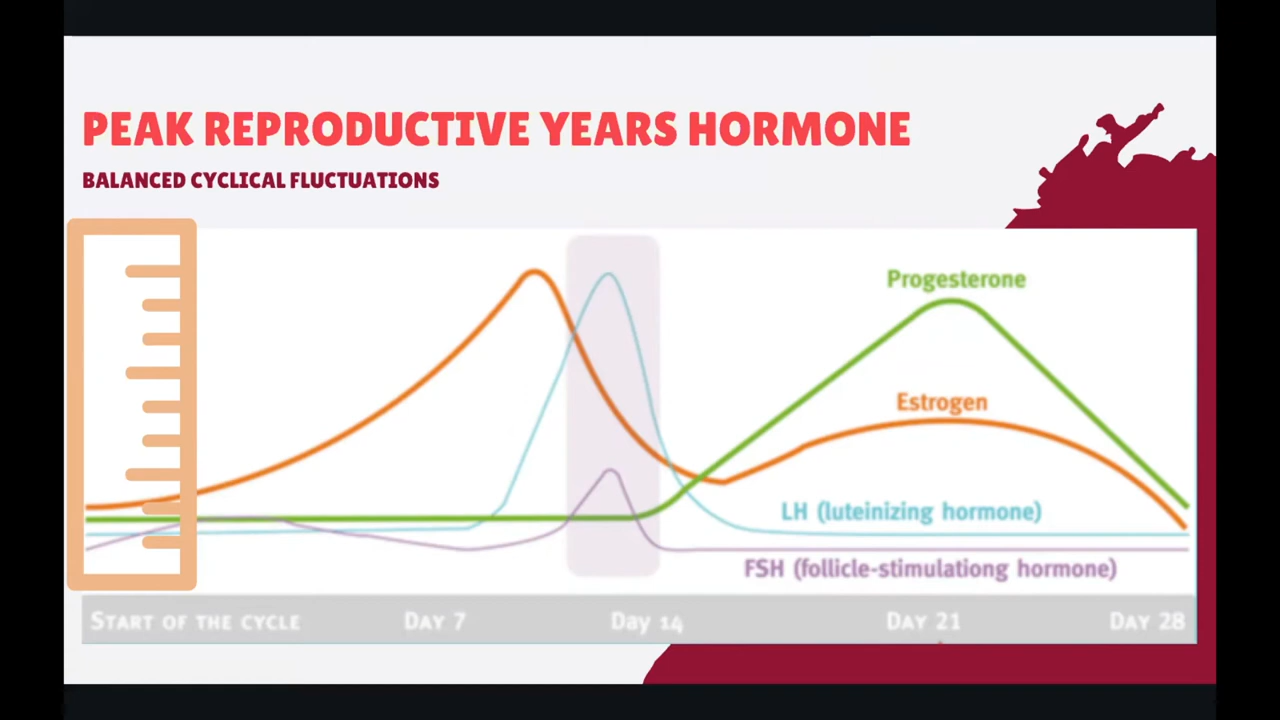 PEAK REPRODUCTIVE YEARS HORMONE
BALANCED CYCLICAL FLUCTUATIONS
Progesterone
Estrogen
LH (luteinizing hormone)
FSH (follicle-stimulationg hormone)
START OF THE CYCLE DAY 7 Day 14 DAY 21 DAY 28